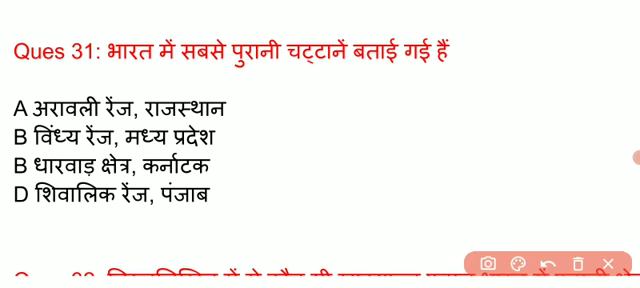 Ques 31: भारत में सबसे पुरानी चट्टानें बताई गई हैं
A अरावली रेंज, राजस्थान
B विंध्य रेंज, मध्य प्रदेश
B धारवाड़ क्षेत्र, कर्नाटक
D शिवालिक रेंज, पंजाब